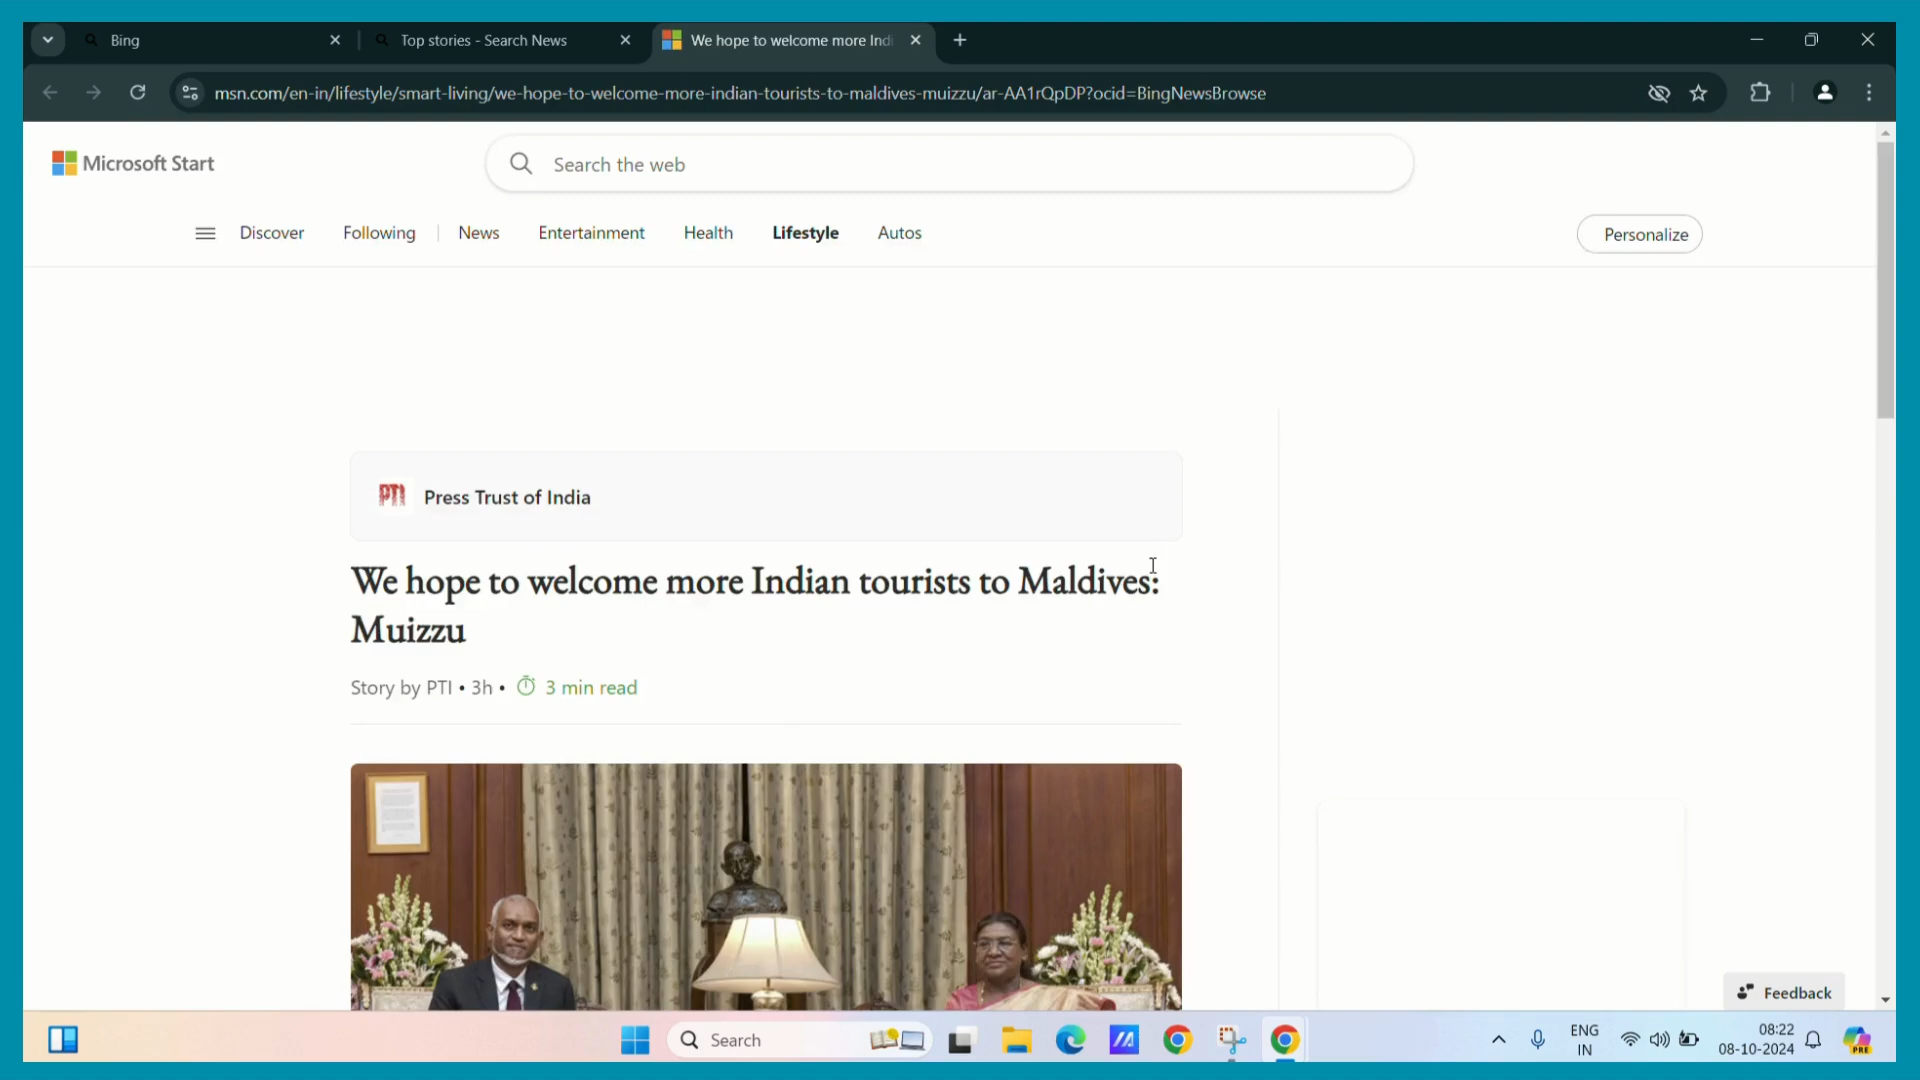 Bing
Top stories - Search News
We hope to welcome more Indi
msn.com/en-in/lifestyle/smart-living/we-hope-to-welcome-more-indian-tourists-to-maldives-muizzu/ar-AA1rQpDP?ocid=BingNewsBrowse
Microsoft Start
Search the web
Discover
Following
News
Entertainment
Health
Lifestyle
Autos
Personalize
PTI
Press Trust of India
We hope to welcome more Indian tourists to Maldives:
Muizzu
Story by PTI • 3h • 3 min read
Feedback
Search
ENG
IN
08:22
08-10-2024
PRE